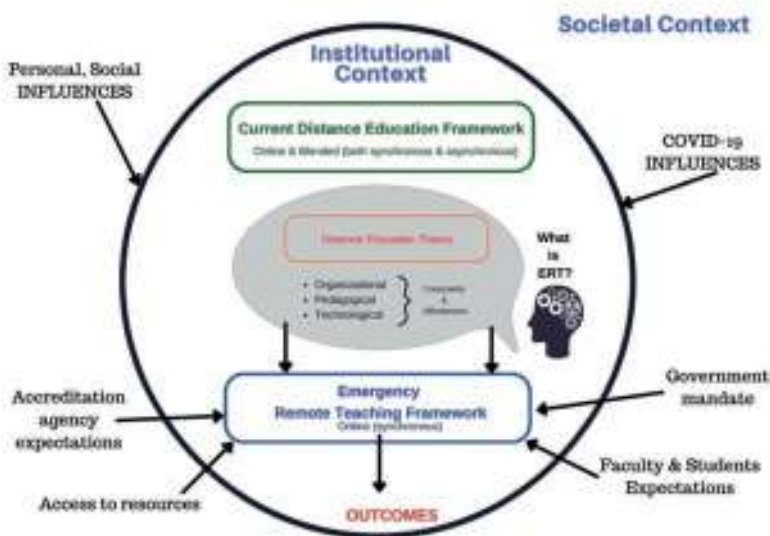 Societal Context
Institutional
Context
Personal, Social
INFLUENCES
Current Distance Education Framework
Online & Blended (both synchronous & asynchronous)
COVID-19
INFLUENCES
Distance Education
What
is
ERT?
• Organizational
• Pedagogical
• Technological
&
Emergency
Remote Teaching Framework
Online (synchronous)
Accreditation
agency
expectations
Government
mandate
Access to resources
Faculty & Students
Expectations
OUTCOMES